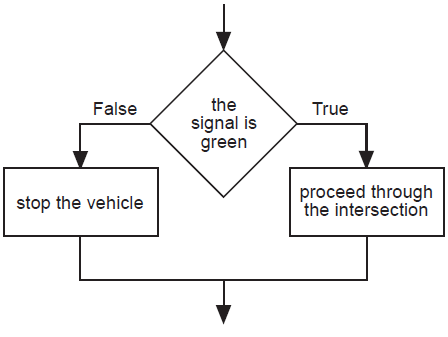 False
the
signal is
green
True
stop the vehicle
proceed through
the intersection